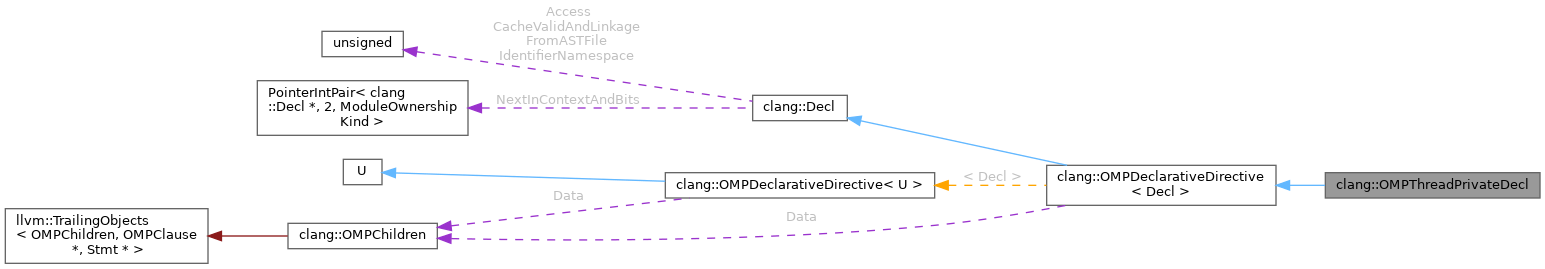 Access
CacheValidAndLinkage
FromASTFile
IdentifierNamespace
unsigned
PointerIntPair< clang
::Decl *, 2, ModuleOwnership
Kind >
NextInContextAndBits
clang::Decl
U
clang::OMPDeclarativeDirective< U >
< Decl >
clang::OMPDeclarativeDirective
< Decl >
clang::OMPThreadPrivateDecl
Data
Data
llvm::TrailingObjects
< OMPChildren, OMPClause
*, Stmt * >
clang::OMPChildren